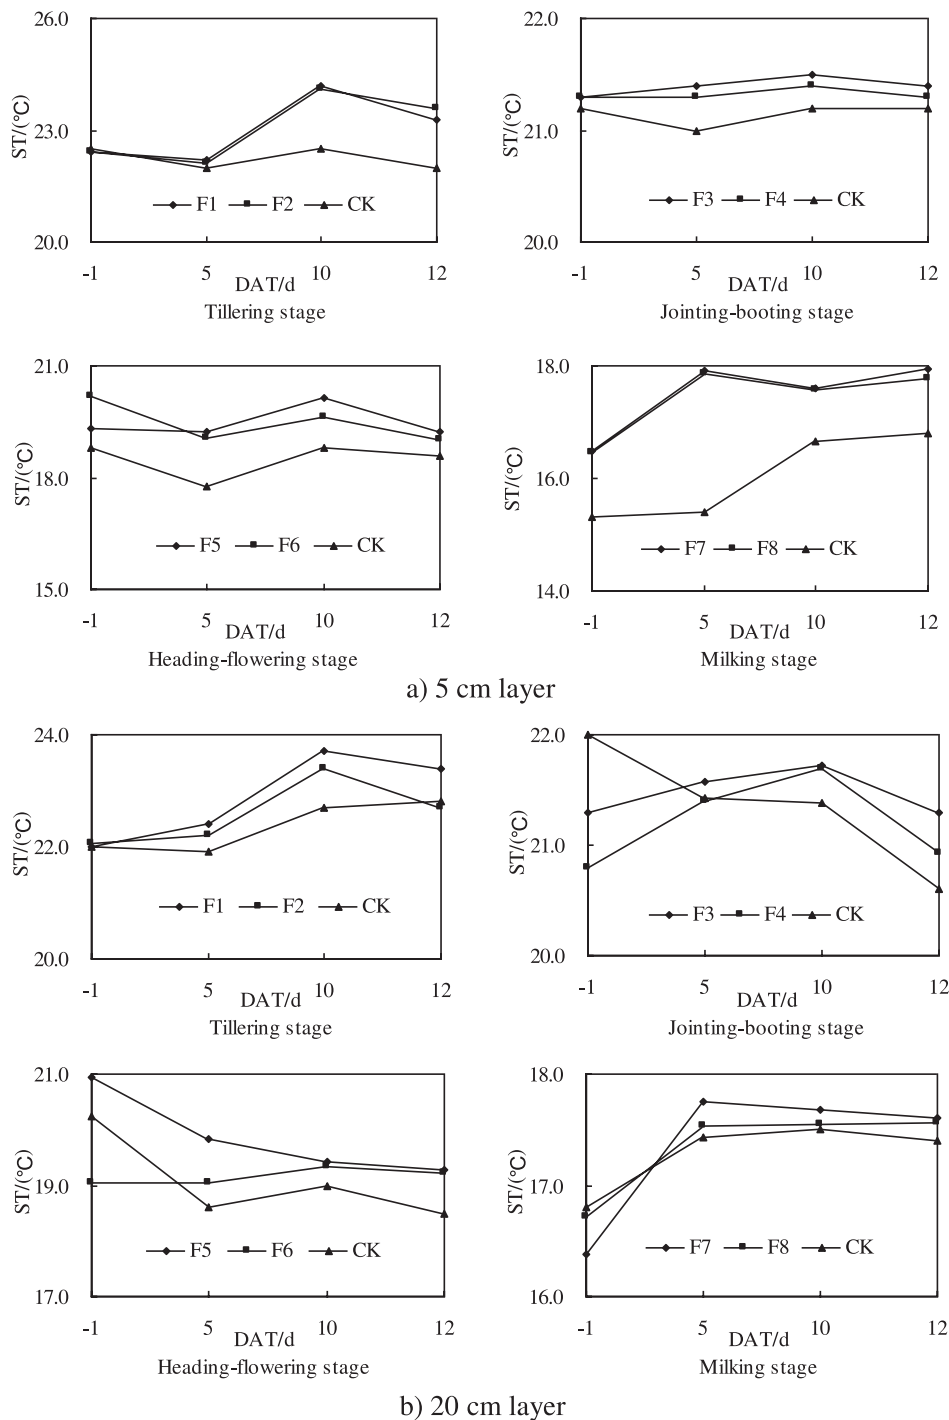 26.0
23.0
20.0
ST/(℃)
F1 F2 CK
-1 5 10 12
DAT/d
Tillering stage
22.0
21.0
20.0
ST/(℃)
F3 F4 CK
-1 5 10 12
DAT/d
Jointing-booting stage
21.0
18.0
15.0
ST/(℃)
F5 F6 CK
-1 5 10 12
DAT/d
Heading-flowering stage
18.0
16.0
14.0
ST/(℃)
F7 F8 CK
-1 5 10 12
DAT/d
Milking stage
a) 5 cm layer
24.0
22.0
20.0
ST/(℃)
F1 F2 CK
-1 5 10 12
DAT/d
Tillering stage
22.0
21.0
20.0
ST/(℃)
F3 F4 CK
-1 5 10 12
DAT/d
Jointing-booting stage
21.0
19.0
17.0
ST/(℃)
F5 F6 CK
-1 5 10 12
DAT/d
Heading-flowering stage
18.0
17.0
16.0
ST/(℃)
F7 F8 CK
-1 5 10 12
DAT/d
Milking stage
b) 20 cm layer